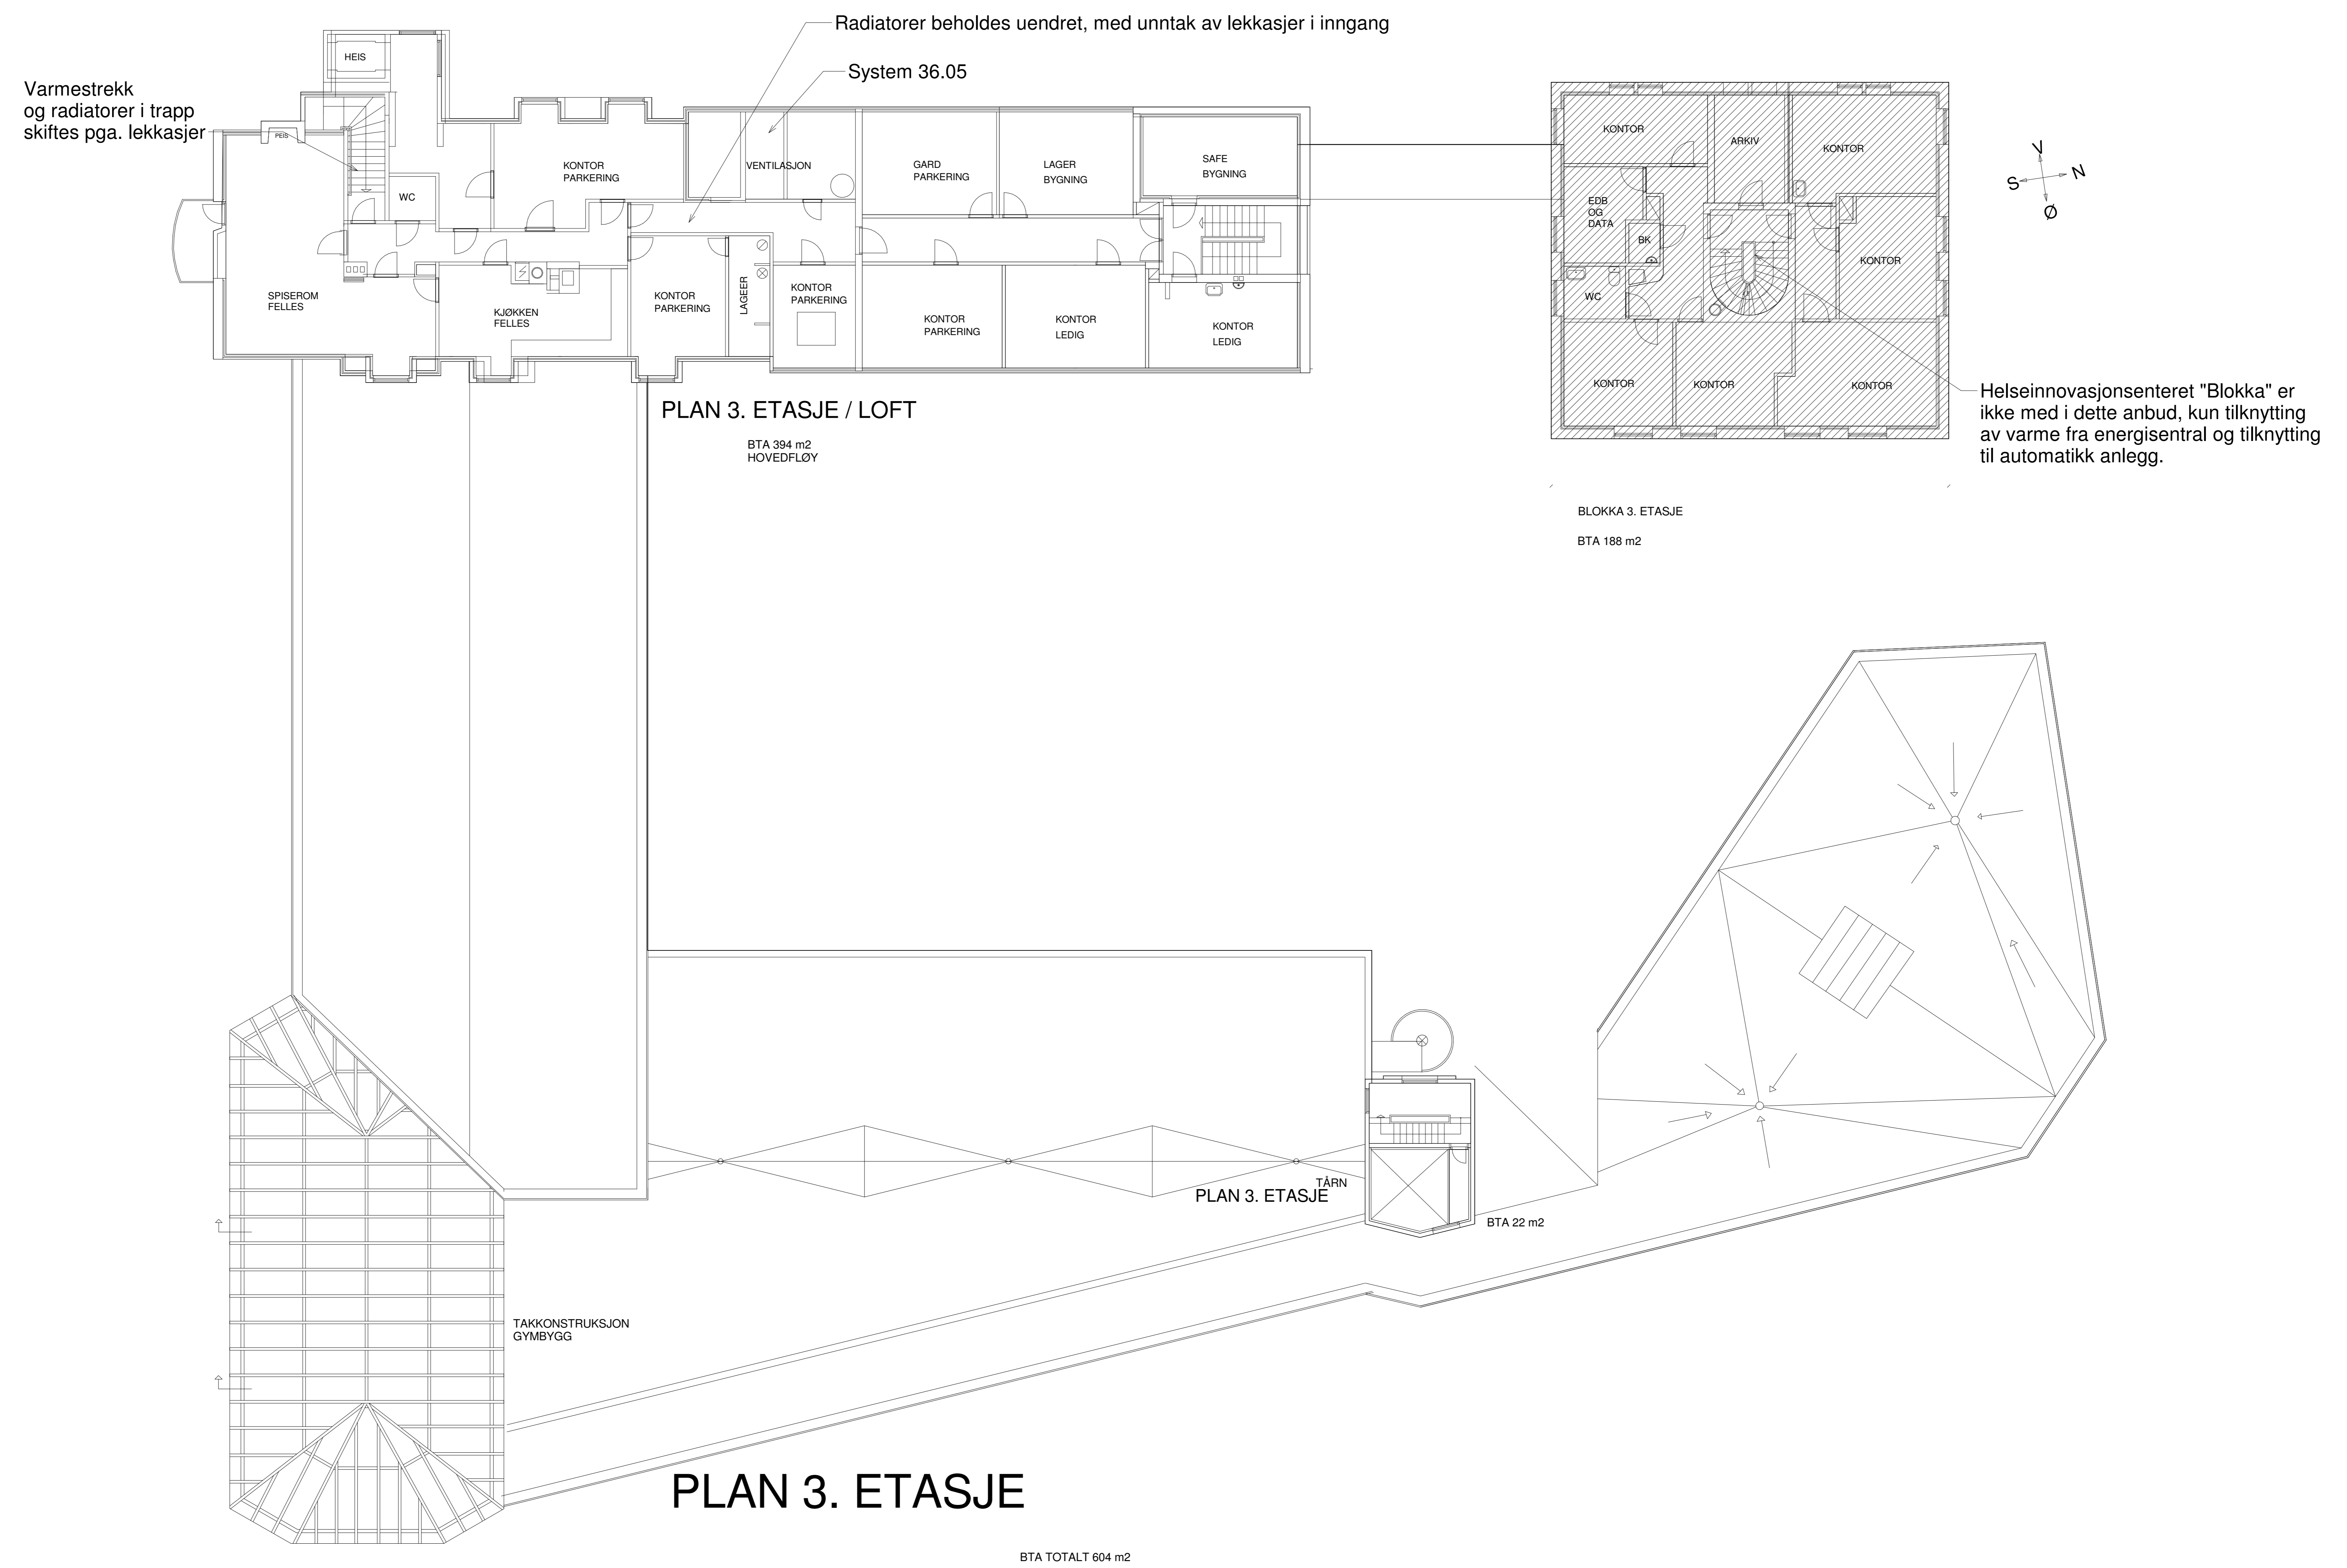 Radiatorer beholdes uendret, med unntak av lekkasjer i inngang
System 36.05
Varmestrekk
og radiatorer i trapp
skiftes pga. lekkasjer
HEIS
PEIS
WC
KONTOR
PARKERING
VENTILASJON
GARD
PARKERING
LAGER
BYGNING
SAFE
BYGNING
SPISEROM
FELLES
KJØKKEN
FELLES
KONTOR
PARKERING
LAGEER
KONTOR
PARKERING
KONTOR
PARKERING
KONTOR
LEDIG
KONTOR
LEDIG
PLAN 3. ETASJE / LOFT
BTA 394 m2
HOVEDFLØY
KONTOR
ARKIV
KONTOR
EDB
OG
DATA
BK
WC
KONTOR
KONTOR
KONTOR
KONTOR
V
S
N
Ø
Helseinnovasjonsenteret "Blokka" er
ikke med i dette anbud, kun tilknytting
av varme fra energisentral og tilknytting
til automatikk anlegg.
BLOKKA 3. ETASJE
BTA 188 m2
TÅRN
PLAN 3. ETASJE
BTA 22 m2
TAKKONSTRUKSJON
GYMBYGG
PLAN 3. ETASJE
BTA TOTALT 604 m2